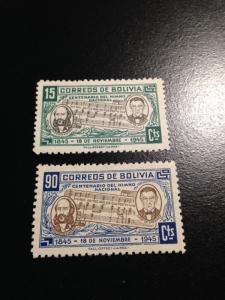 15 CORREOS DE BOLIVIA
CENTENARIO DEL HIMNO
NACIONAL
1845 - 18 DE NOVIEMBRE - 1945
Cts
90 CORREOS DE BOLIVIA
CENTENARIO DEL HIMNO
NACIONAL
1845 - 18 DE NOVIEMBRE - 1945
Cts